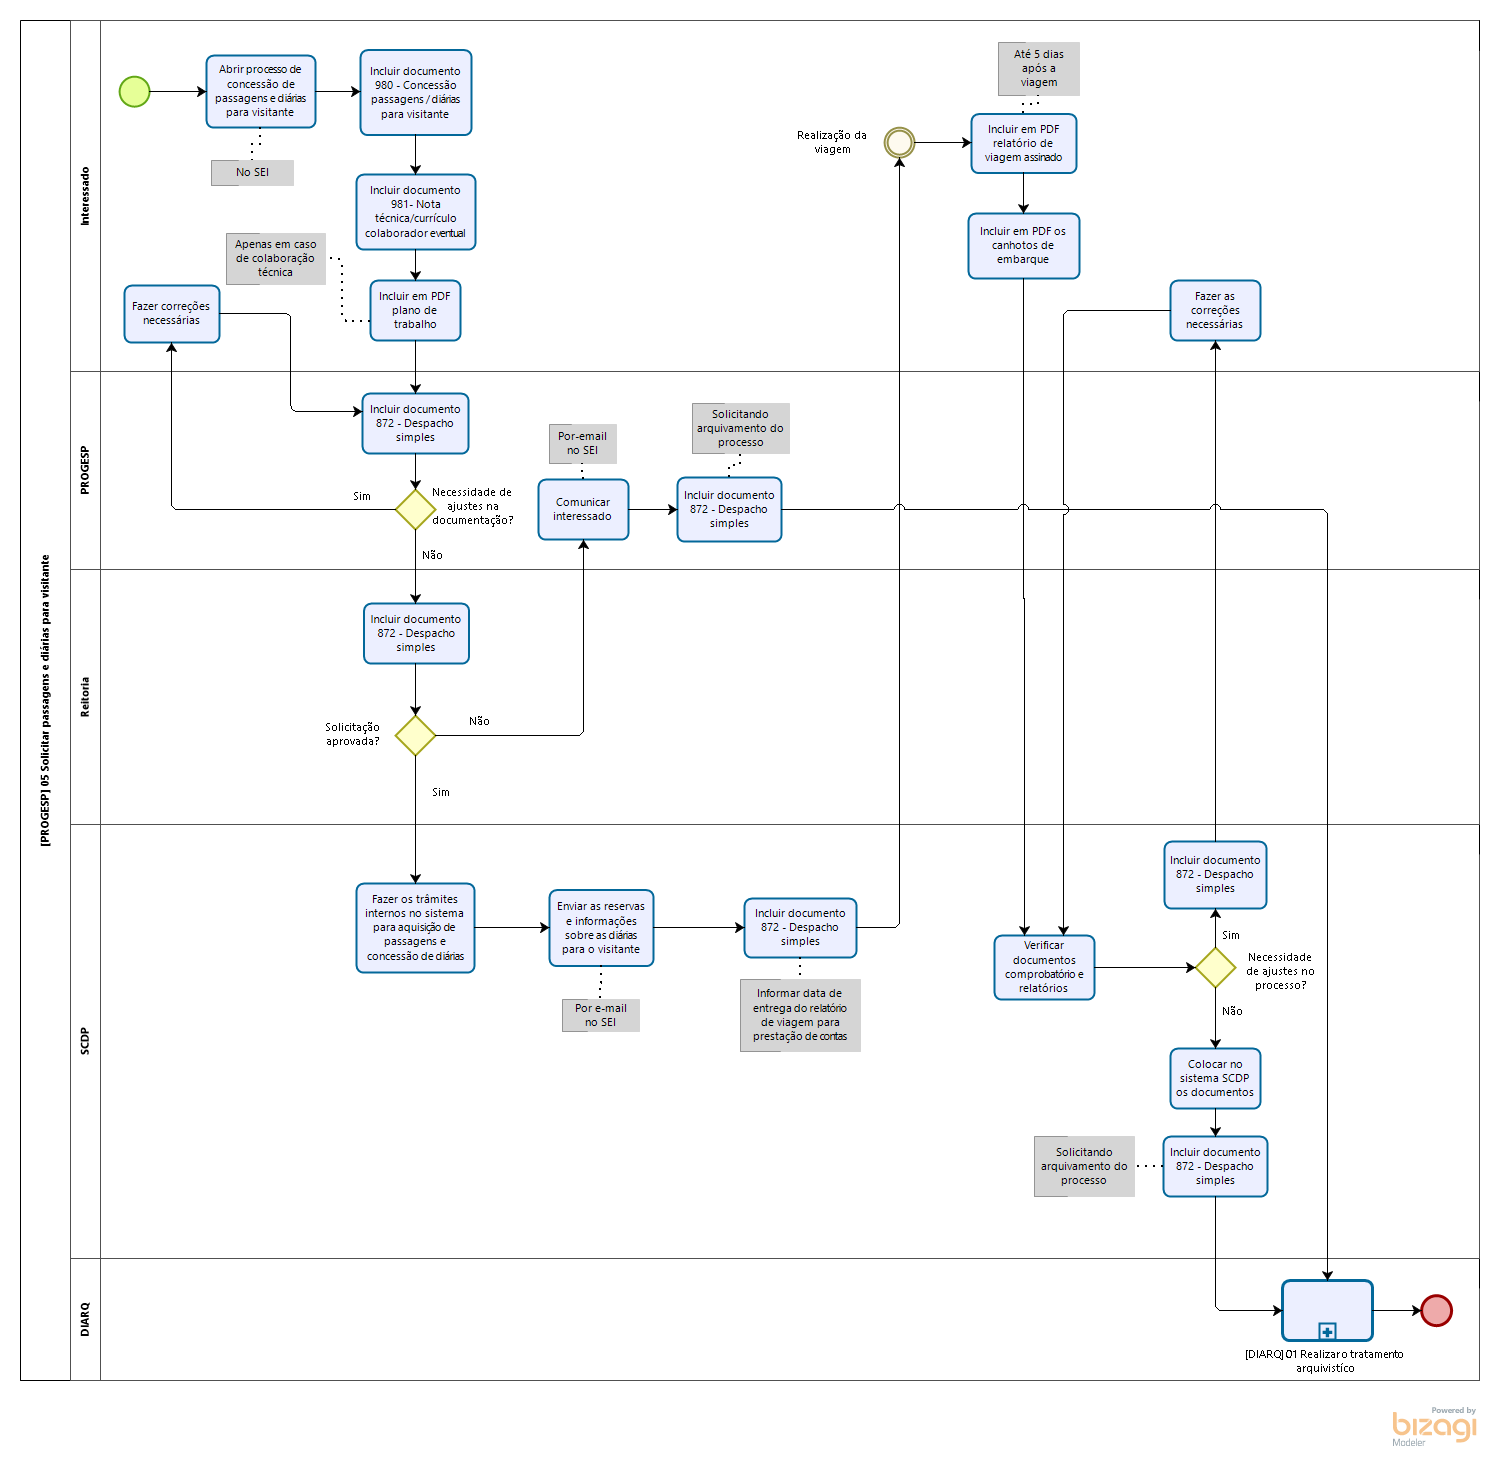 [PROGESP] 05 Solicitar passagens e diárias para visitante
Interessado
Abrir processo de
concessão de
passagens e diárias
para visitante
No SEI
Incluir documento
980 - Concessão
passagens / diárias
para visitante
Incluir documento
981- Nota
técnica/currículo
colaborador eventual
Apenas em caso
de colaboração
técnica
Incluir em PDF
plano de
trabalho
Fazer correções
necessárias
Realização da
viagem
Até 5 dias
após a
viagem
Incluir em PDF
relatório de
viagem assinado
Incluir em PDF os
canhotos de
embarque
Fazer as
correções
necessárias
PROGESP
Incluir documento
872 - Despacho
simples
Sim
Necessidade de
ajustes na
documentação?
Não
Por-email
no SEI
Comunicar
interessado
Solicitando
arquivamento do
processo
Incluir documento
872 - Despacho
simples
Reitoria
Incluir documento
872 - Despacho
simples
Solicitação
aprovada?
Não
Sim
SCDP
Fazer os trâmites
internos no sistema
para aquisição de
passagens e
concessão de diárias
Enviar as reservas
e informações
sobre as diárias
para o visitante
Por e-mail
no SEI
Incluir documento
872 - Despacho
simples
Informar data de
entrega do relatório
de viagem para
prestação de contas
Verificar
documentos
comprobatório e
relatórios
Incluir documento
872 - Despacho
simples
Sim
Necessidade
de ajustes no
processo?
Não
Colocar no
sistema SCDP
os documentos
Solicitando
arquivamento do
processo
Incluir documento
872 - Despacho
simples
DIARQ
[DIARQ] 01 Realizar o tratamento
arquivistíco
Powered by
bizagi
Modeler